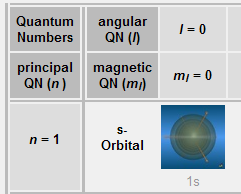 Quantum
Numbers
angular
QN (l)
l = 0
principal
QN (n)
magnetic
QN (mₗ)
mₗ = 0
n = 1
s-
Orbital
1s